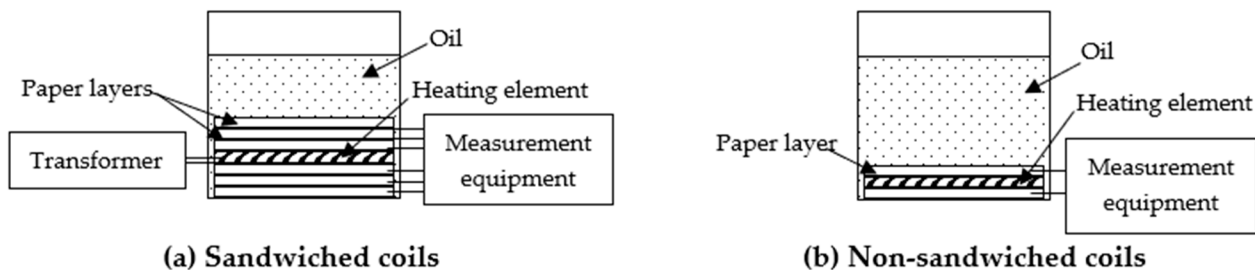 Oil
Paper layers
Heating element
Transformer
Measurement
equipment
(a) Sandwiched coils
Oil
Heating element
Paper layer
Measurement
equipment
(b) Non-sandwiched coils